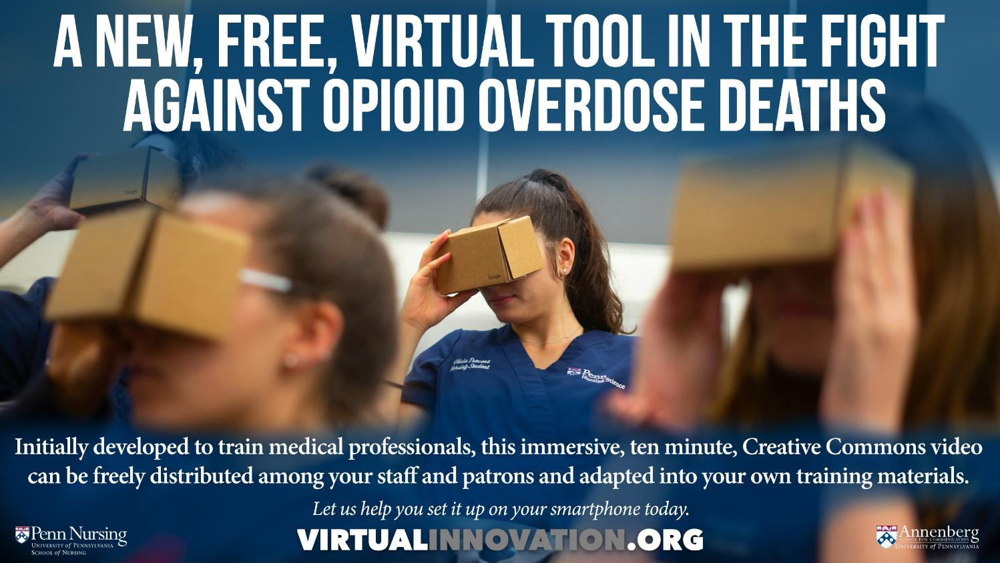 A NEW, FREE, VIRTUAL TOOL IN THE FIGHT
AGAINST OPIOID OVERDOSE DEATHS
Google
Google
Nursing Student
Penn
Nursing Science
Initially developed to train medical professionals, this immersive, ten minute, Creative Commons video
can be freely distributed among your staff and patrons and adapted into your own training materials.
Let us help you set it up on your smartphone today.
VIRTUALINNOVATION.ORG
Penn Nursing
UNIVERSITY OF PENNSYLVANIA
SCHOOL OF NURSING
Annenberg
SCHOOL FOR COMMUNICATION
UNIVERSITY OF PENNSYLVANIA